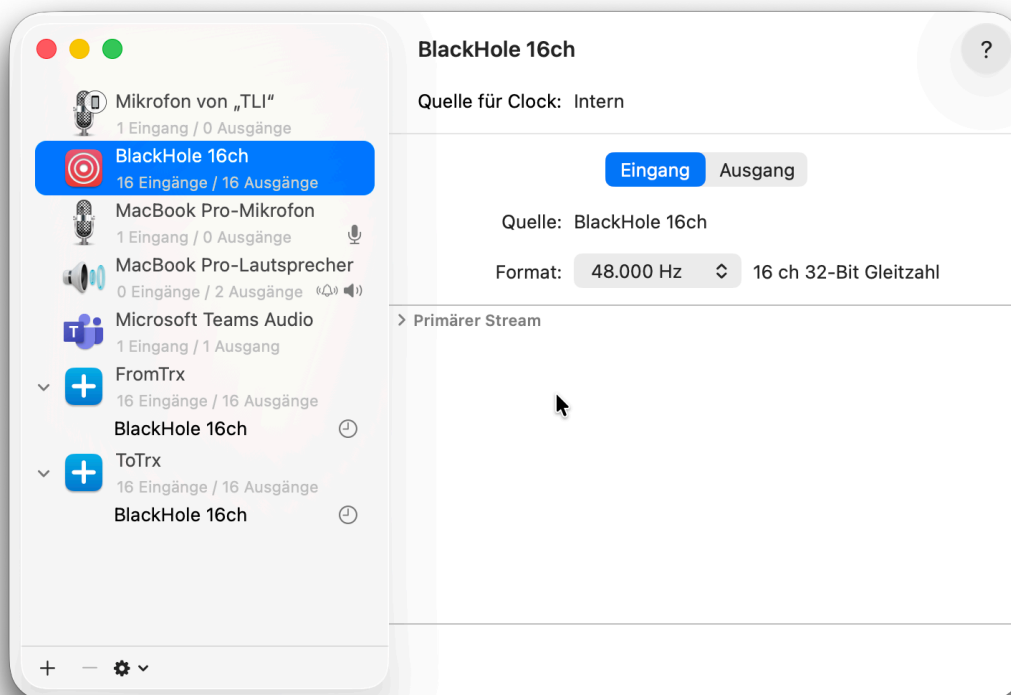 Mikrofon von „TLI“
1 Eingang / 0 Ausgänge
BlackHole 16ch
16 Eingänge / 16 Ausgänge
MacBook Pro-Mikrofon
1 Eingang / 0 Ausgänge
MacBook Pro-Lautsprecher
0 Eingänge / 2 Ausgänge
Microsoft Teams Audio
1 Eingang / 1 Ausgang
FromTrx
16 Eingänge / 16 Ausgänge
BlackHole 16ch
ToTrx
16 Eingänge / 16 Ausgänge
BlackHole 16ch
BlackHole 16ch
?
Quelle für Clock: Intern
Eingang Ausgang
Quelle: BlackHole 16ch
Format: 48.000 Hz 16 ch 32-Bit Gleitzahl
Primärer Stream